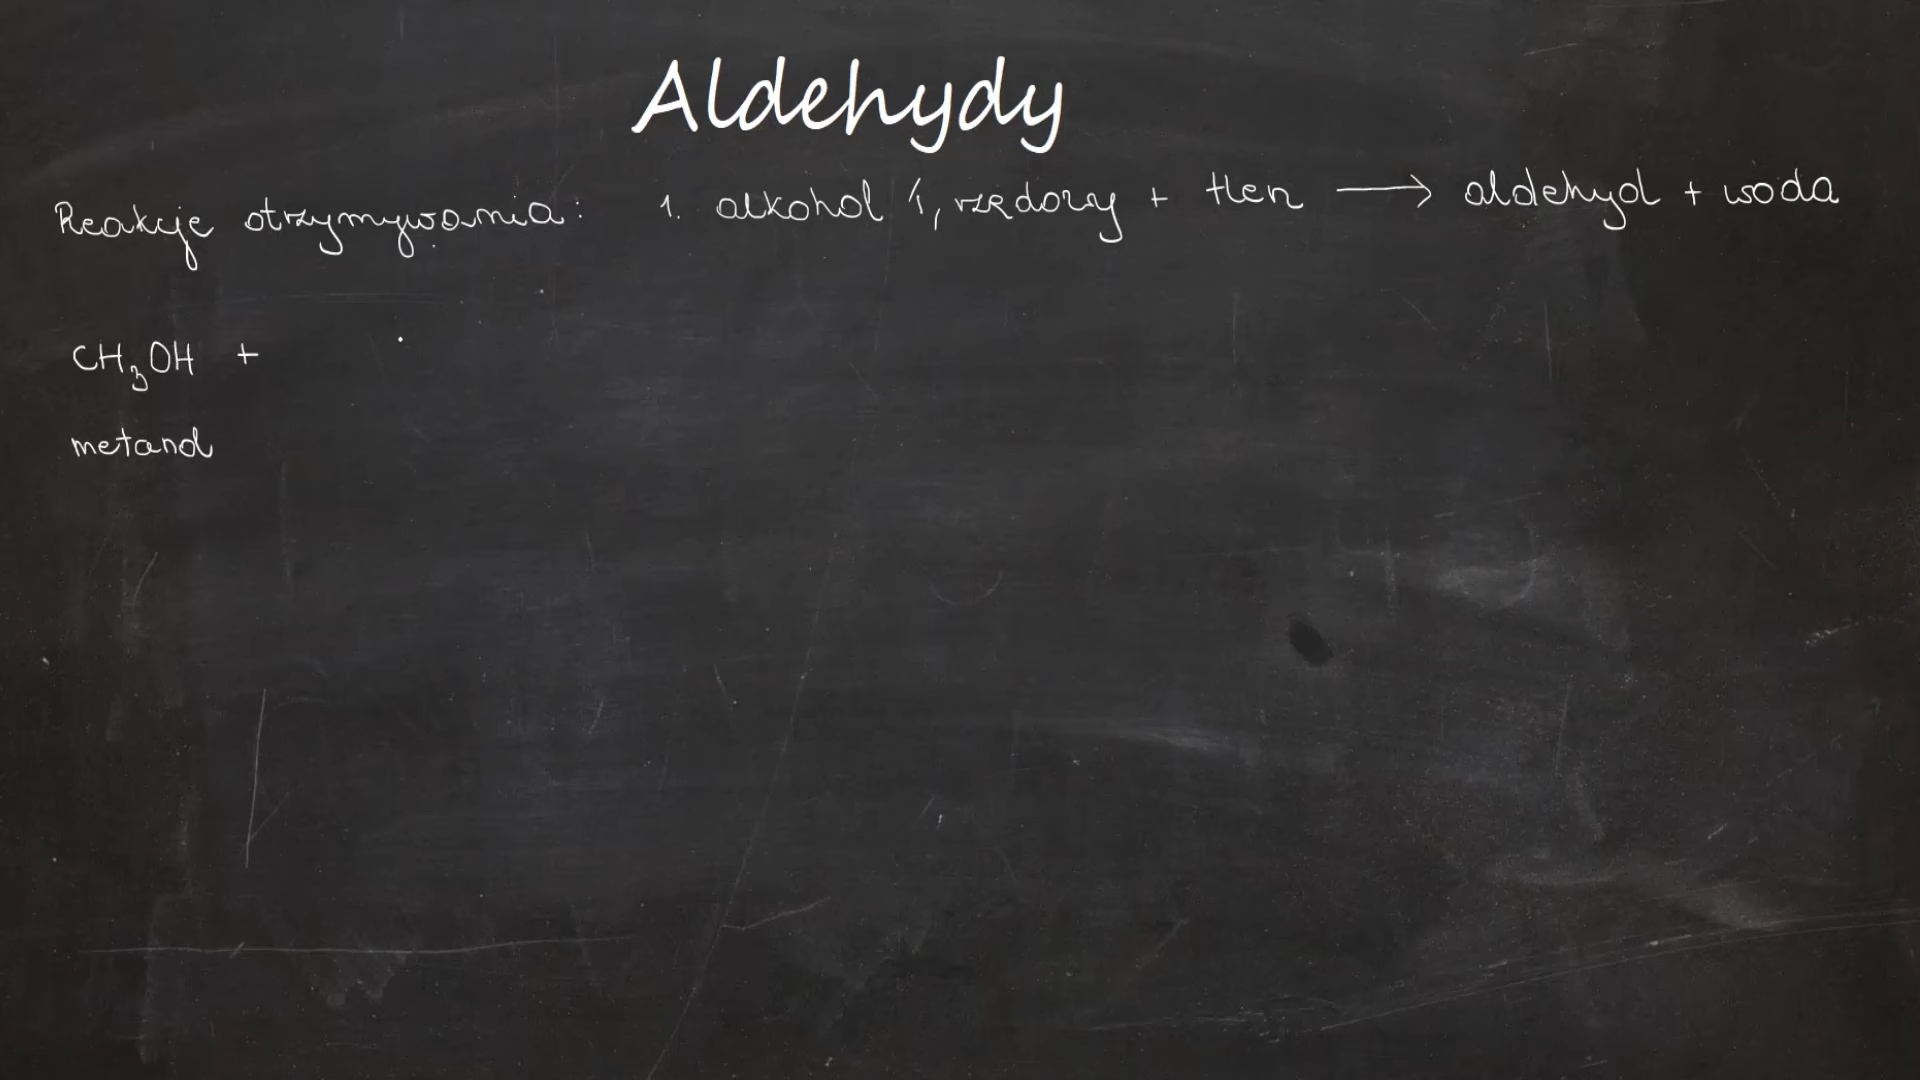 Aldehydy
Reakcje otrzymywania: 1. alkohol 1, rzędowy + tlen → aldehyd + woda
CH₃OH +
metanol